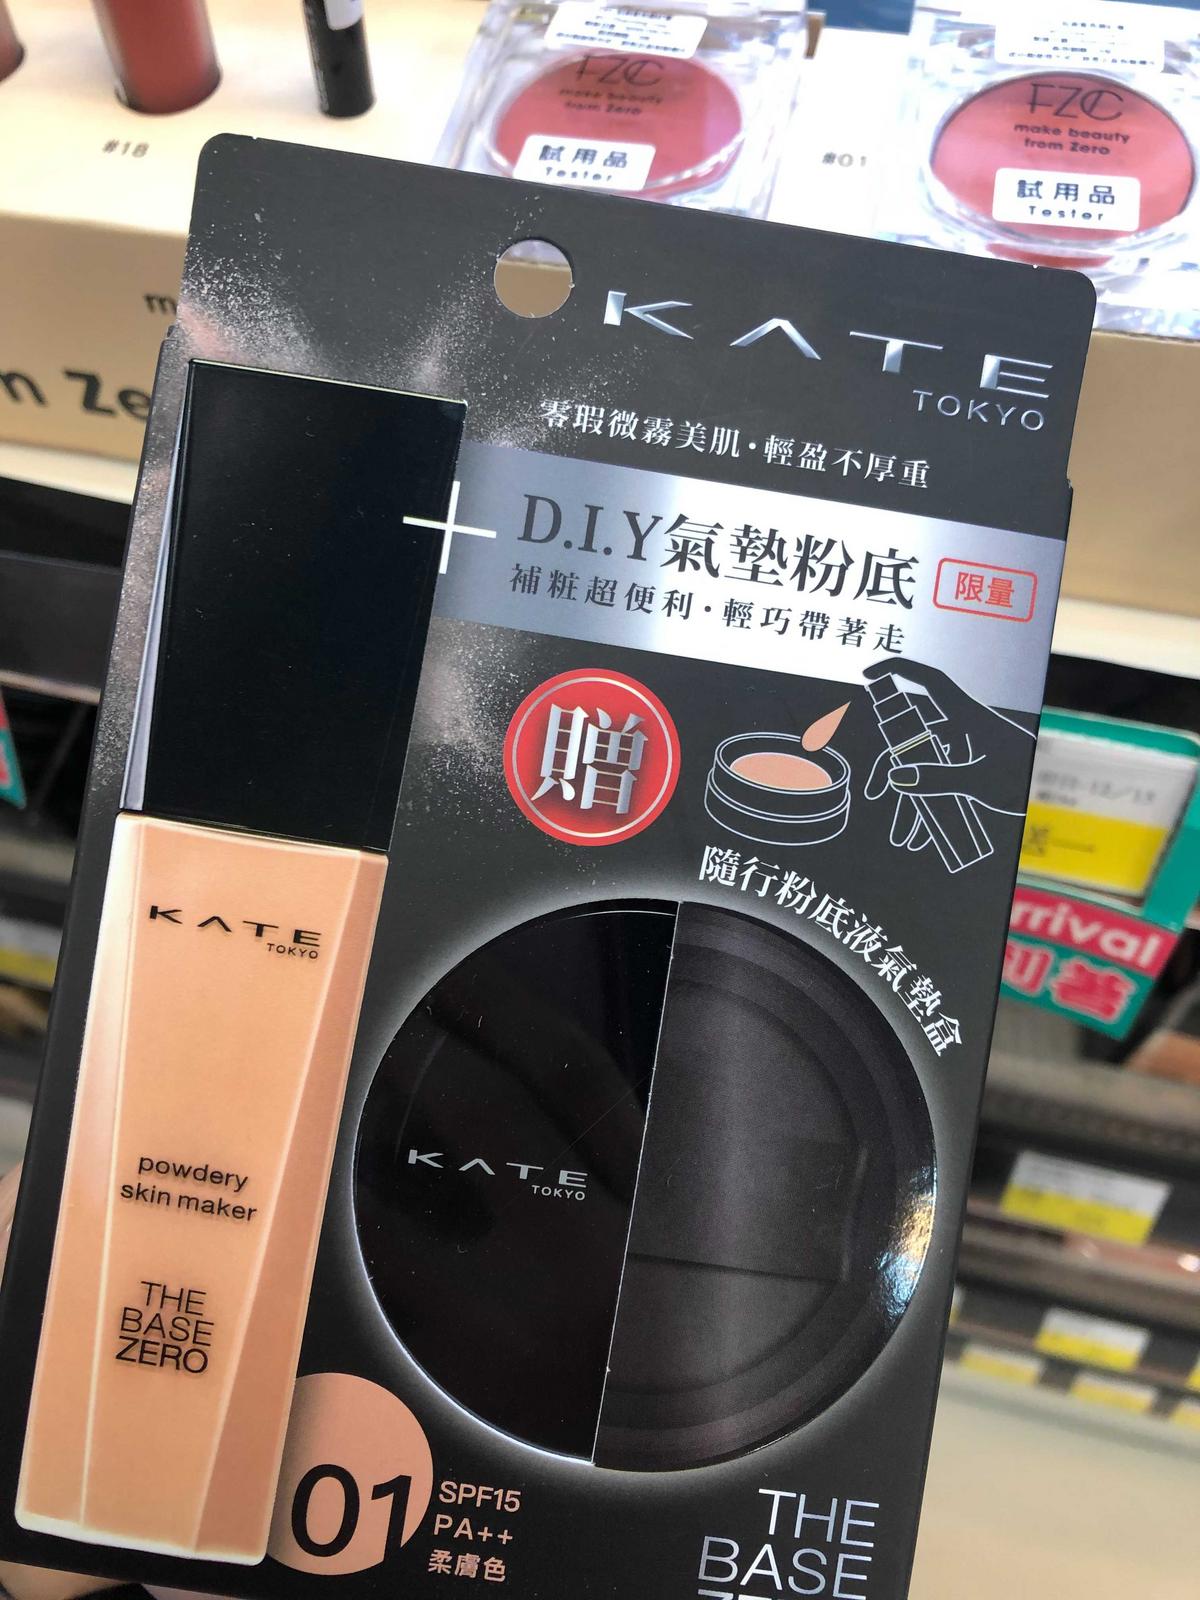 FZC
make beauty
from Zero
試用品
Tester
FZC
make beauty
from Zero
試用品
Tester
#18
#01
KATE
TOKYO
零瑕微霧美肌・輕盈不厚重
+ D.I.Y氣墊粉底 限量
補粧超便利・輕巧帶著走
贈
隨行粉底液氣墊盒
KATE
TOKYO
powdery
skin maker
THE
BASE
ZERO
KATE
TOKYO
01
SPF15
PA++
柔膚色
THE
BASE